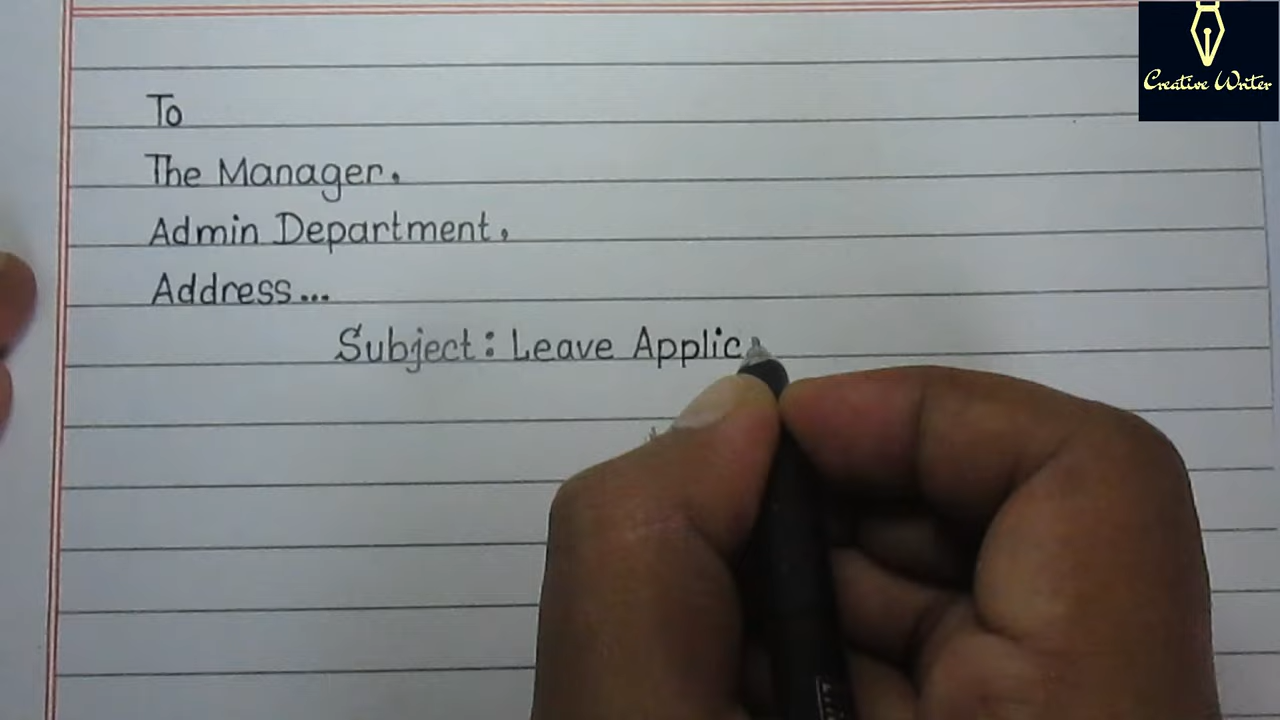 Creative Writer
To
The Manager,
Admin Department,
Address...
Subject: Leave Applic